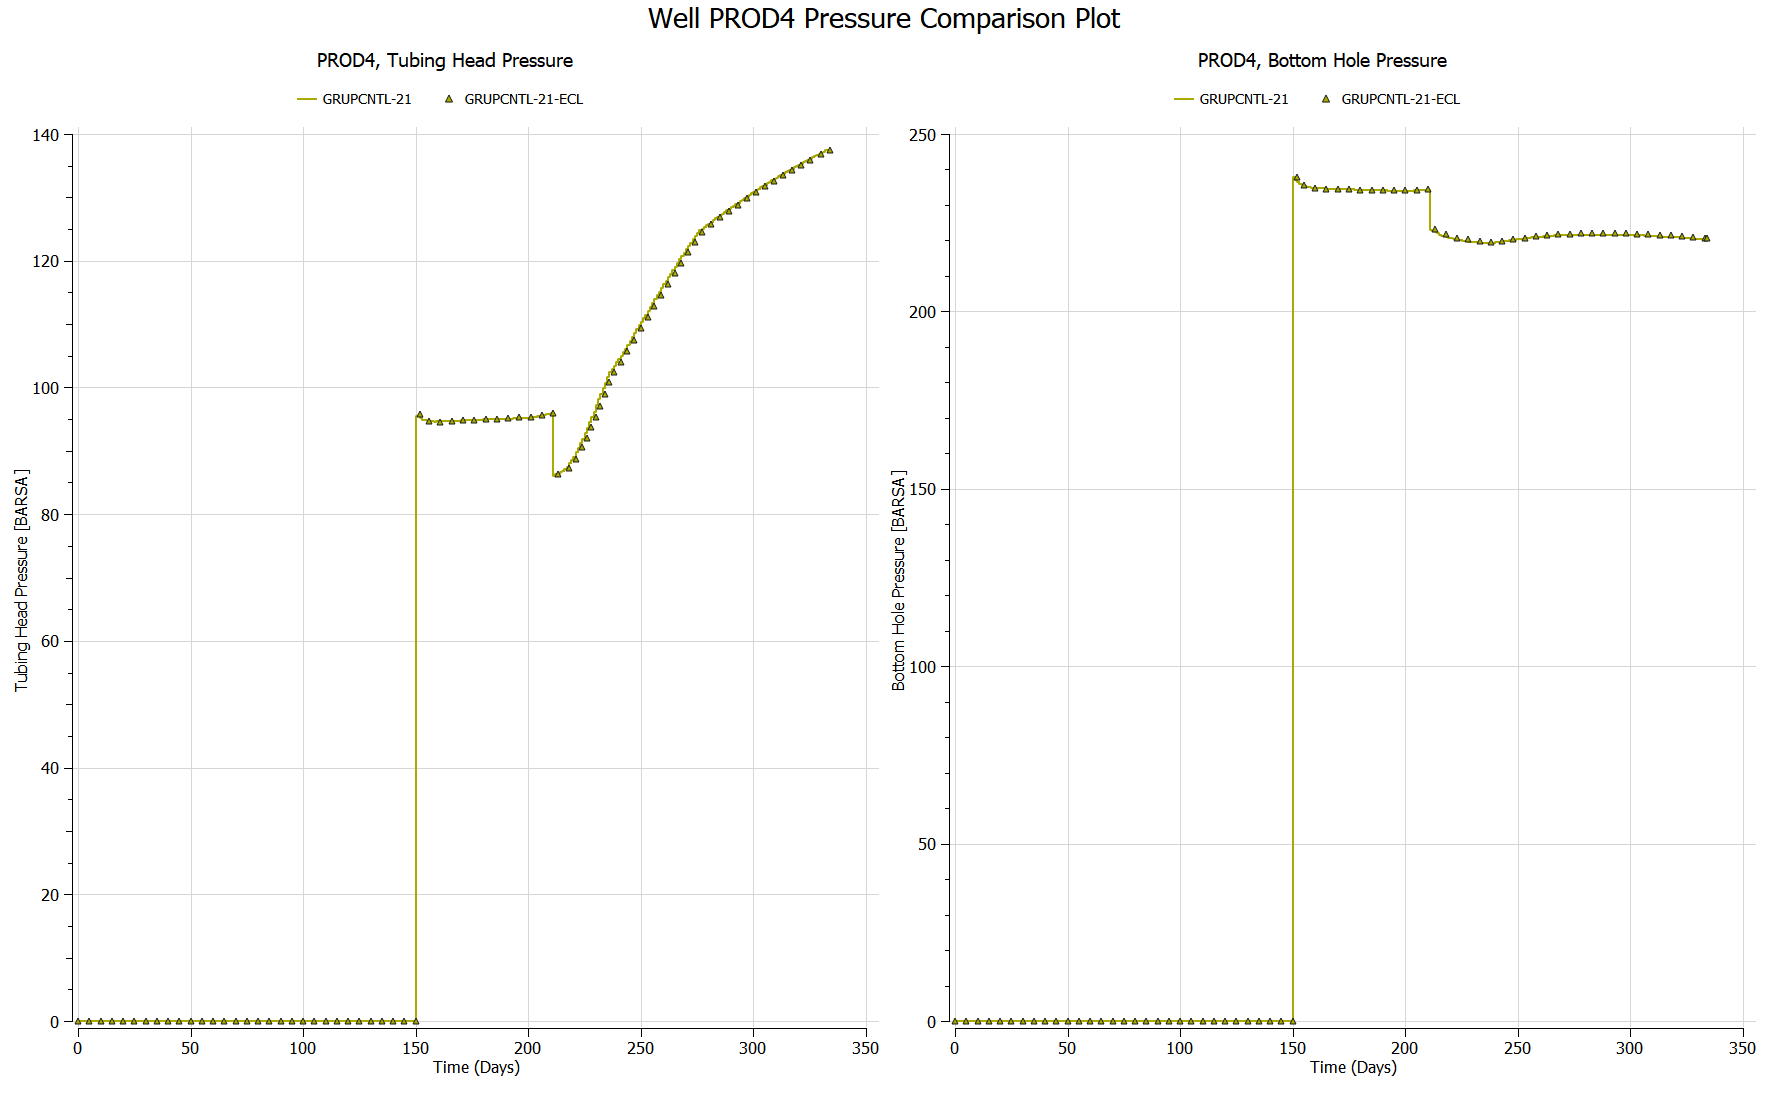 Well PROD4 Pressure Comparison Plot
PROD4, Tubing Head Pressure
GRUPCNTL-21 GRUPCNTL-21-ECL
Tubing Head Pressure [BARSA]
140
120
100
80
60
40
20
0
0 50 100 150 200 250 300 350
Time (Days)
PROD4, Bottom Hole Pressure
GRUPCNTL-21 GRUPCNTL-21-ECL
Bottom Hole Pressure [BARSA]
250
200
150
100
50
0
0 50 100 150 200 250 300 350
Time (Days)